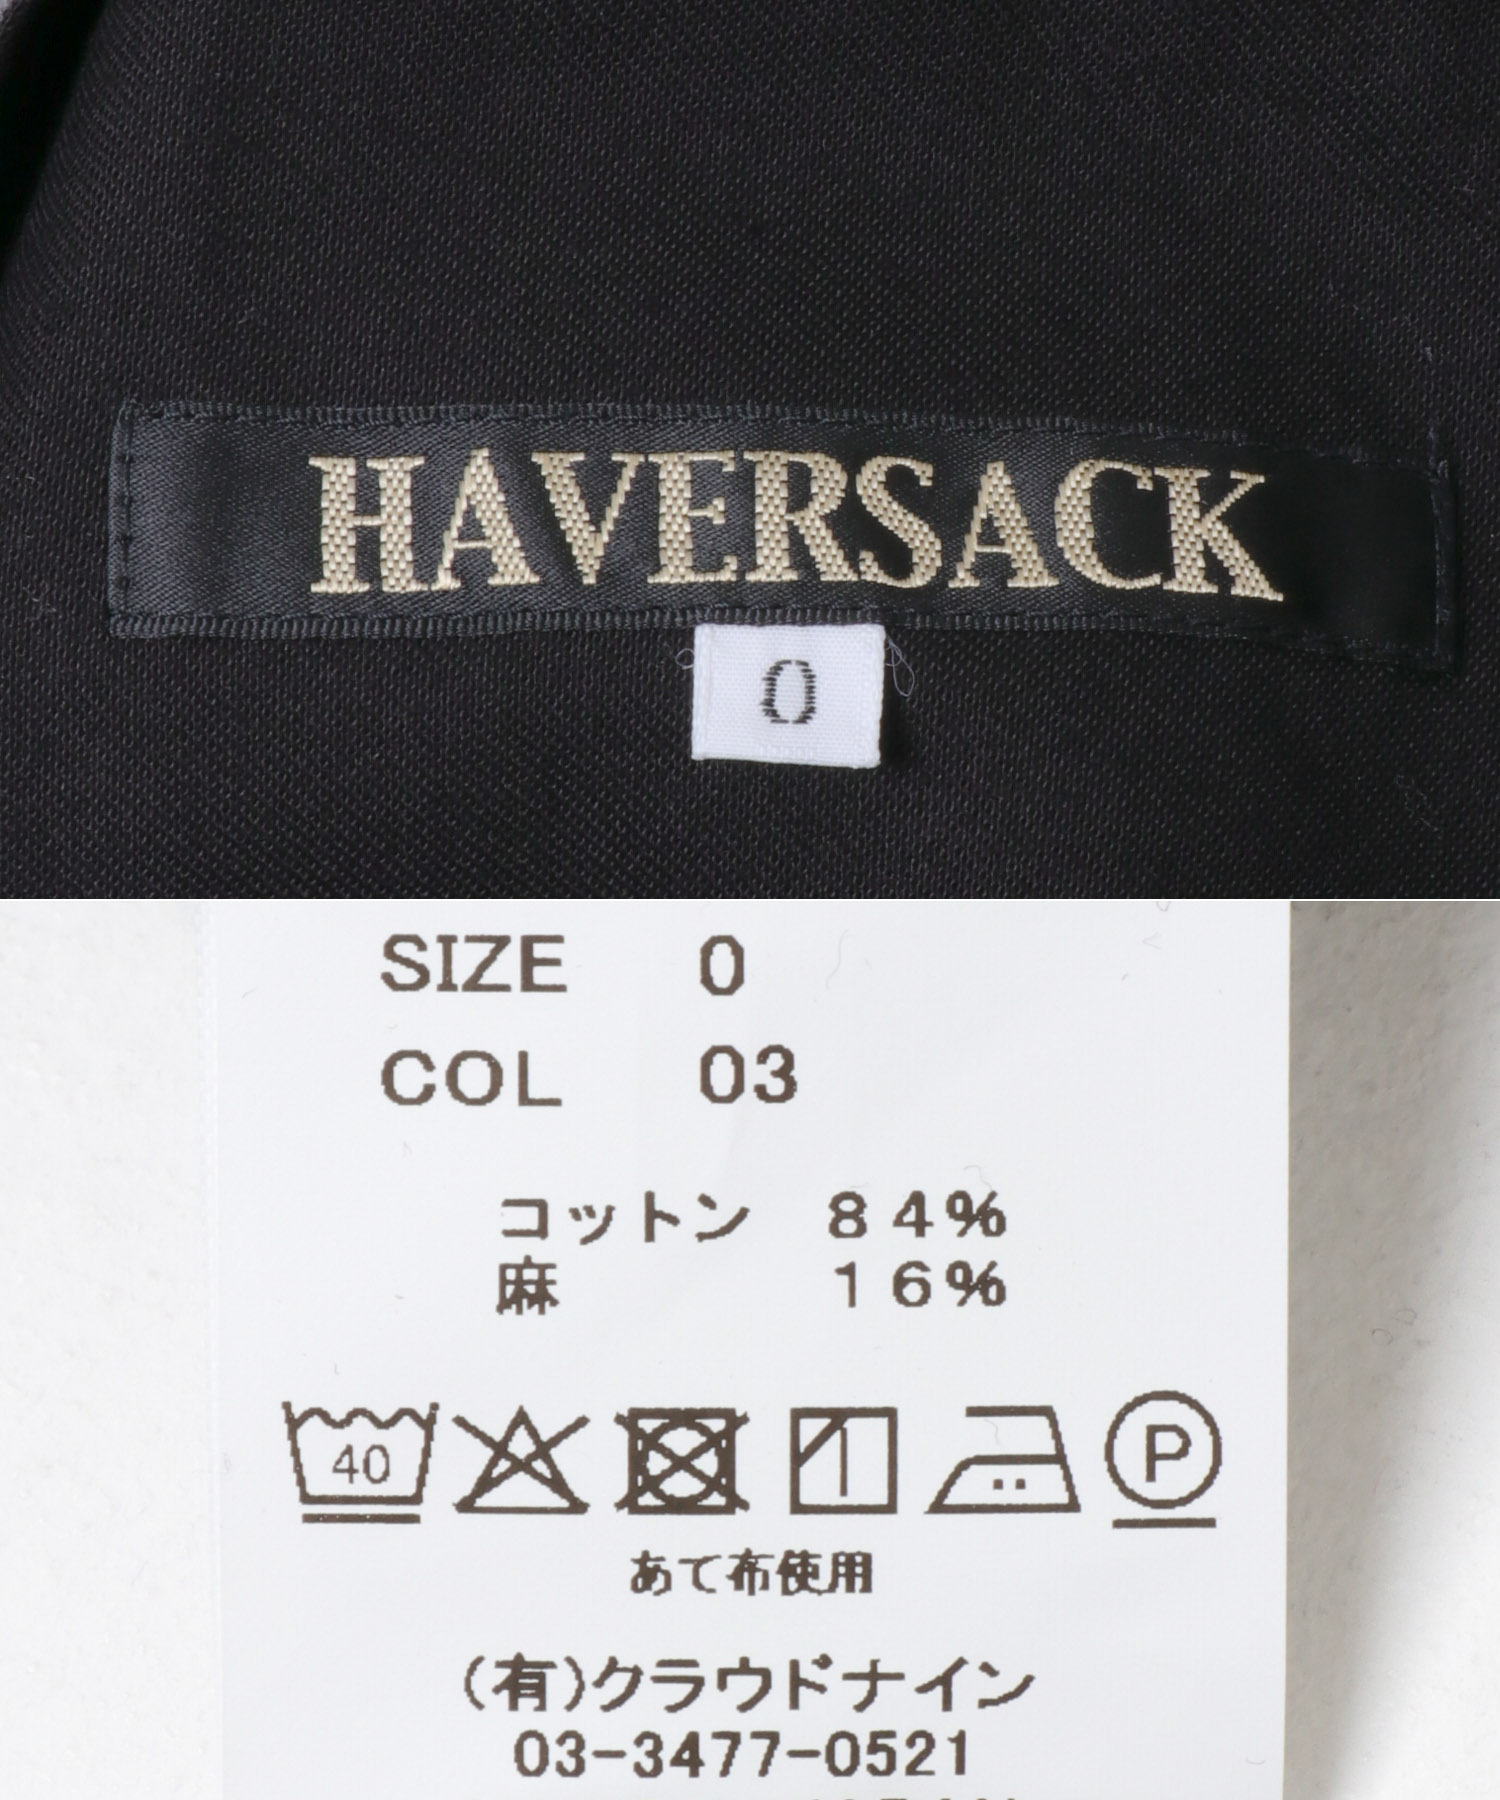 HAVERSACK
0
SIZE 0
COL 03
コットン 84%
麻 16%
40 P
あて布使用
(有)クラウドナイン
03-3477-0521